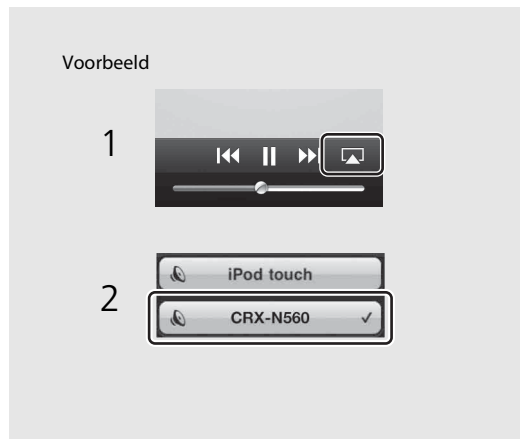 Voorbeeld
1
2
iPod touch
CRX-N560 ✓